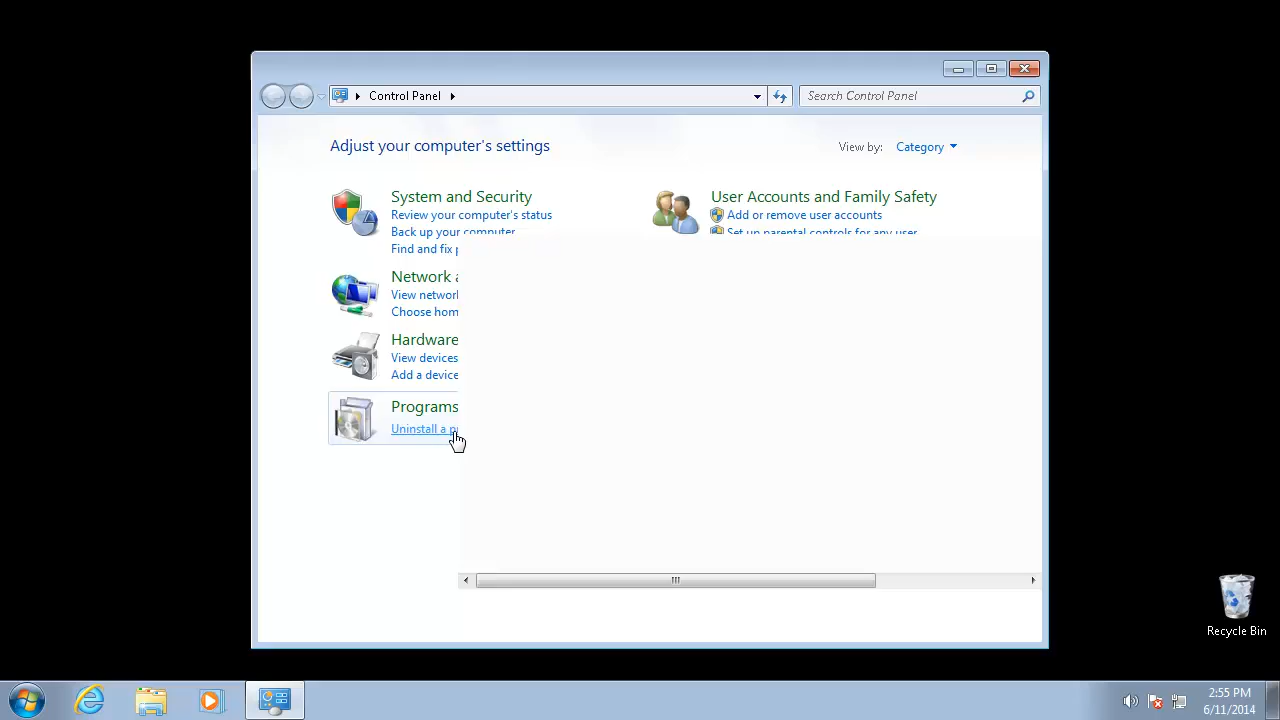 Control Panel
Search Control Panel
Adjust your computer's settings
View by: Category
System and Security
Review your computer's status
Back up your computer
Find and fix
Network
View network
Choose hom
Hardware
View devices
Add a device
Programs
Uninstall a p
User Accounts and Family Safety
Add or remove user accounts
Set up parental controls for any user
Recycle Bin
2:55 PM
6/11/2014